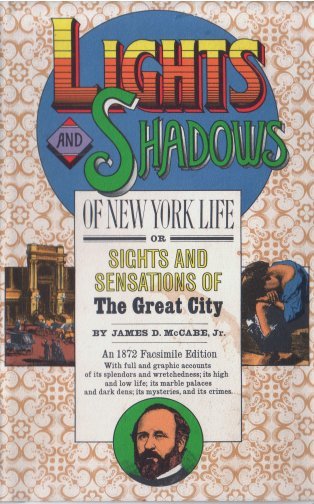 LIGHTS
AND
SHADOWS
OF NEW YORK LIFE
OR
SIGHTS AND
SENSATIONS OF
The Great City
BY JAMES D. McCABE, Jr.
An 1872 Facsimile Edition
With full and graphic accounts
of its splendors and wretchedness; its high
and low life; its marble palaces
and dark dens; its mysteries, and its crimes.